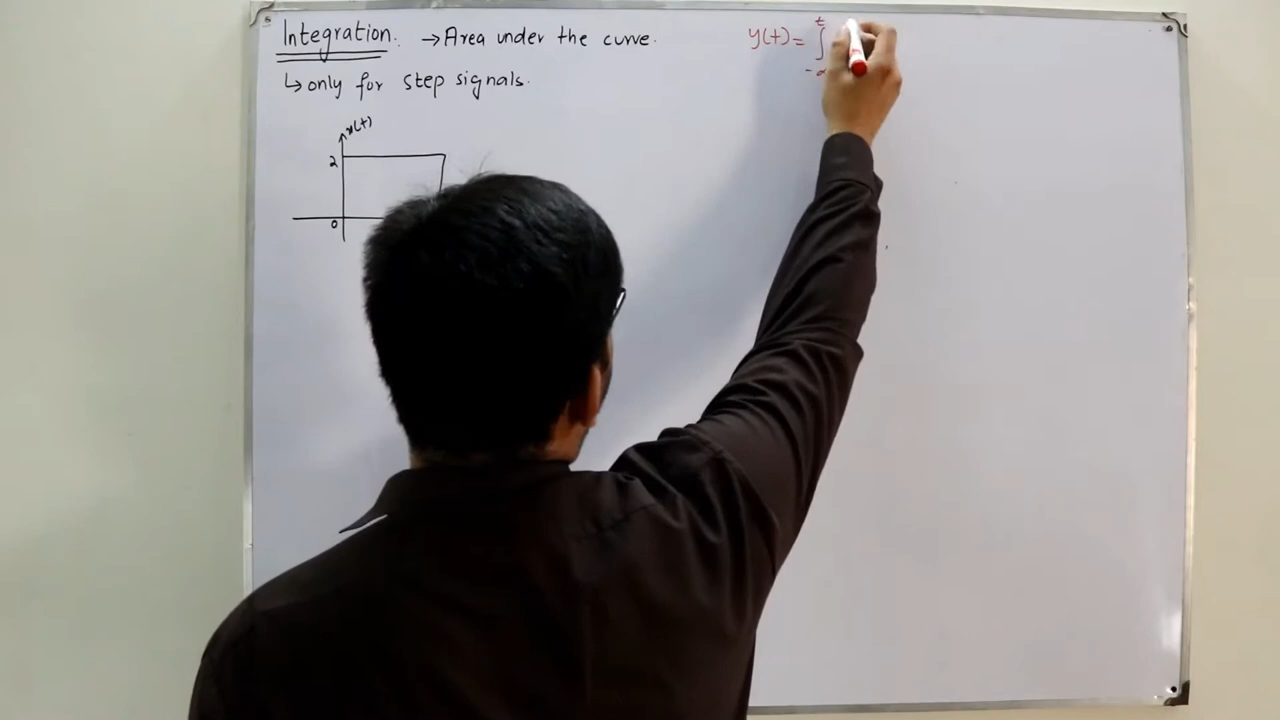 Integration. → Area under the curve.
↳ only for step signals.
x(t)
2
0
y(t) = ∫
t